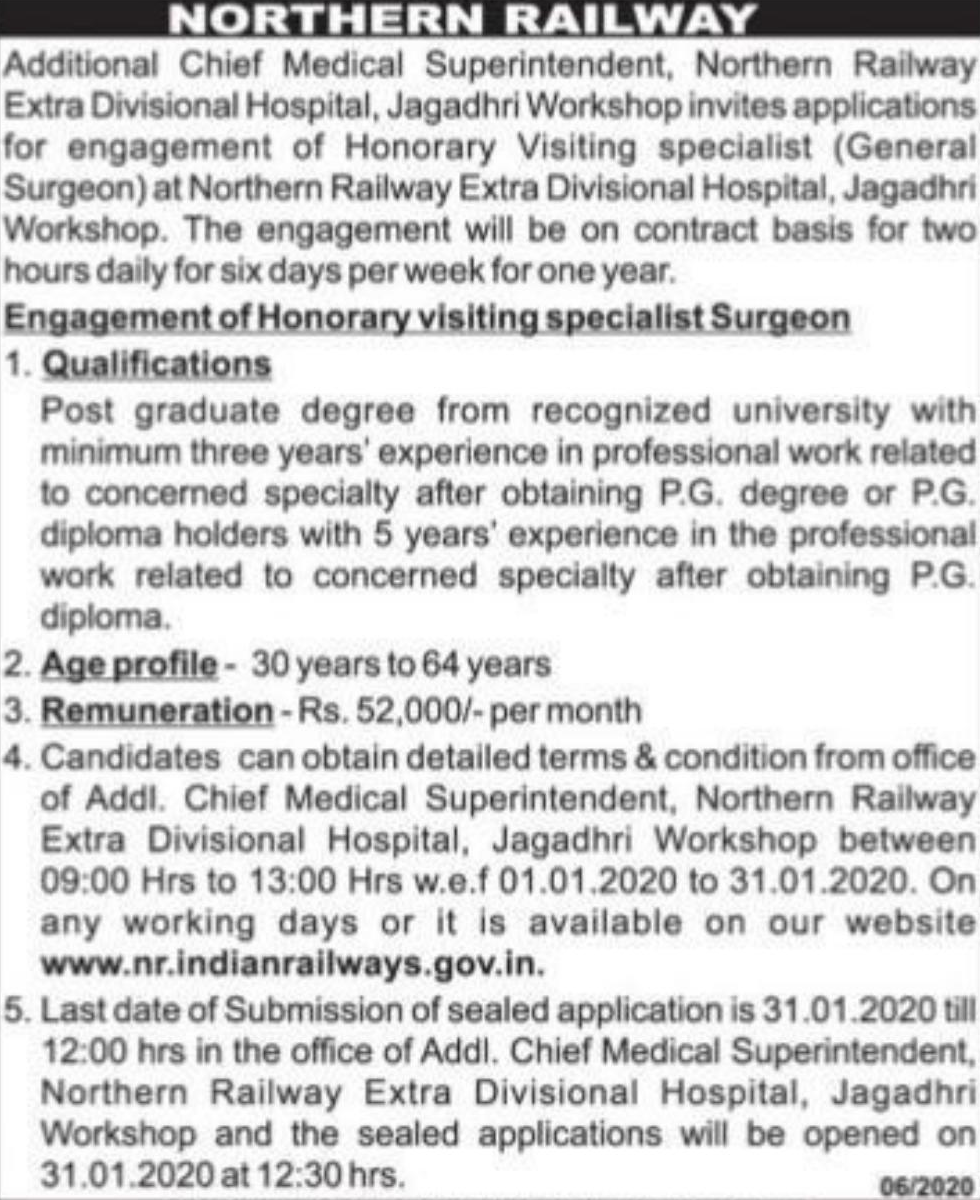 NORTHERN RAILWAY
Additional Chief Medical Superintendent, Northern Railway
Extra Divisional Hospital, Jagadhri Workshop invites applications
for engagement of Honorary Visiting specialist (General
Surgeon) at Northern Railway Extra Divisional Hospital, Jagadhri
Workshop. The engagement will be on contract basis for two
hours daily for six days per week for one year.
Engagement of Honorary visiting specialist Surgeon
1. Qualifications
Post graduate degree from recognized university with
minimum three years' experience in professional work related
to concerned specialty after obtaining P.G. degree or P.G.
diploma holders with 5 years' experience in the professional
work related to concerned specialty after obtaining P.G.
diploma.
2. Age profile - 30 years to 64 years
3. Remuneration - Rs. 52,000/- per month
4. Candidates can obtain detailed terms & condition from office
of Addl. Chief Medical Superintendent, Northern Railway
Extra Divisional Hospital, Jagadhri Workshop between
09:00 Hrs to 13:00 Hrs w.e.f 01.01.2020 to 31.01.2020. On
any working days or it is available on our website
www.nr.indianrailways.gov.in.
5. Last date of Submission of sealed application is 31.01.2020 till
12:00 hrs in the office of Addl. Chief Medical Superintendent,
Northern Railway Extra Divisional Hospital, Jagadhri
Workshop and the sealed applications will be opened on
31.01.2020 at 12:30 hrs.
06/2020